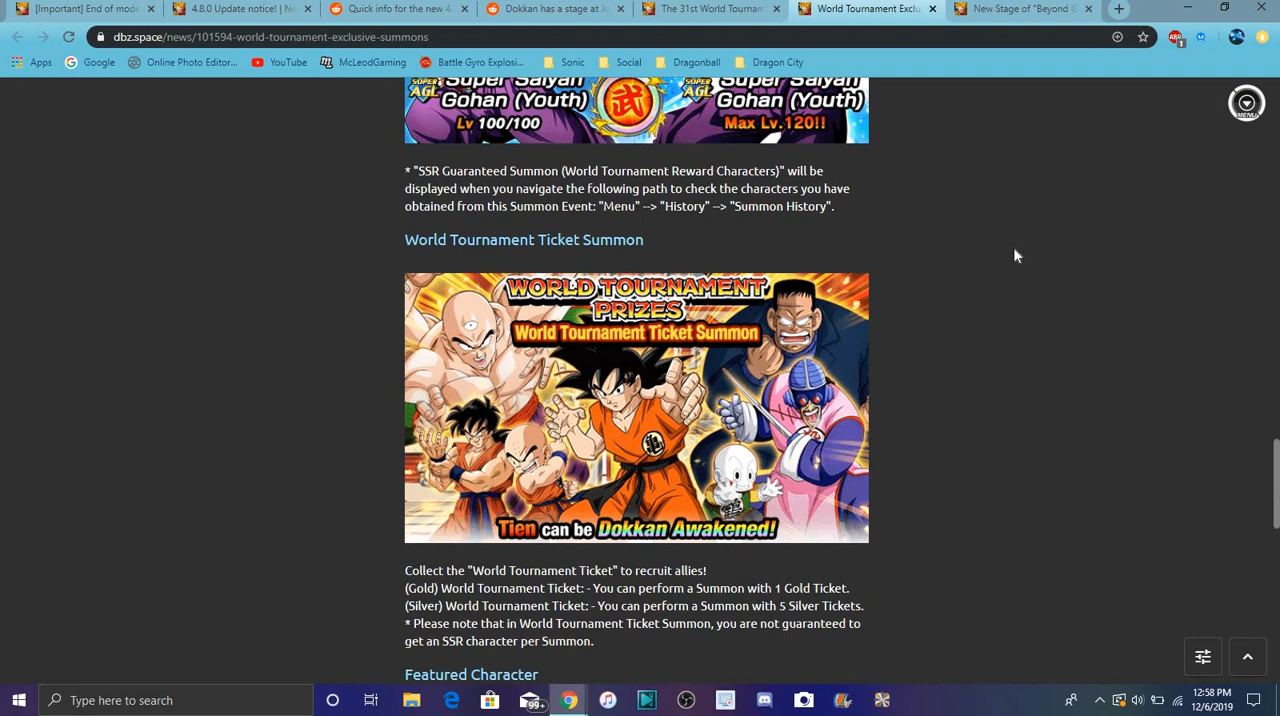 [Important] End of mode
4.8.0 Update notice! | Ne
Quick info for the new 4.
Dokkan has a stage at Ju
The 31st World Tournam
World Tournament Exclu
New Stage of "Beyond G
dbz.space/news/101594-world-tournament-exclusive-summons
Apps
Google
Online Photo Editor...
YouTube
McLeodGaming
Battle Gyro Explosi...
Sonic
Social
Dragonball
Dragon City
MENU
SUPER AGL
Super Saiyan
Gohan (Youth)
Lv 100/100
武
SUPER AGL
Super Saiyan
Gohan (Youth)
Max Lv.120!!
* "SSR Guaranteed Summon (World Tournament Reward Characters)" will be
displayed when you navigate the following path to check the characters you have
obtained from this Summon Event: "Menu" --> "History" --> "Summon History".
World Tournament Ticket Summon
WORLD TOURNAMENT
PRIZES
World Tournament Ticket Summon
亀
Tien can be Dokkan Awakened!
Collect the "World Tournament Ticket" to recruit allies!
(Gold) World Tournament Ticket: - You can perform a Summon with 1 Gold Ticket.
(Silver) World Tournament Ticket: - You can perform a Summon with 5 Silver Tickets.
* Please note that in World Tournament Ticket Summon, you are not guaranteed to
get an SSR character per Summon.
Featured Character
Type here to search
99+
12:58 PM
12/6/2019